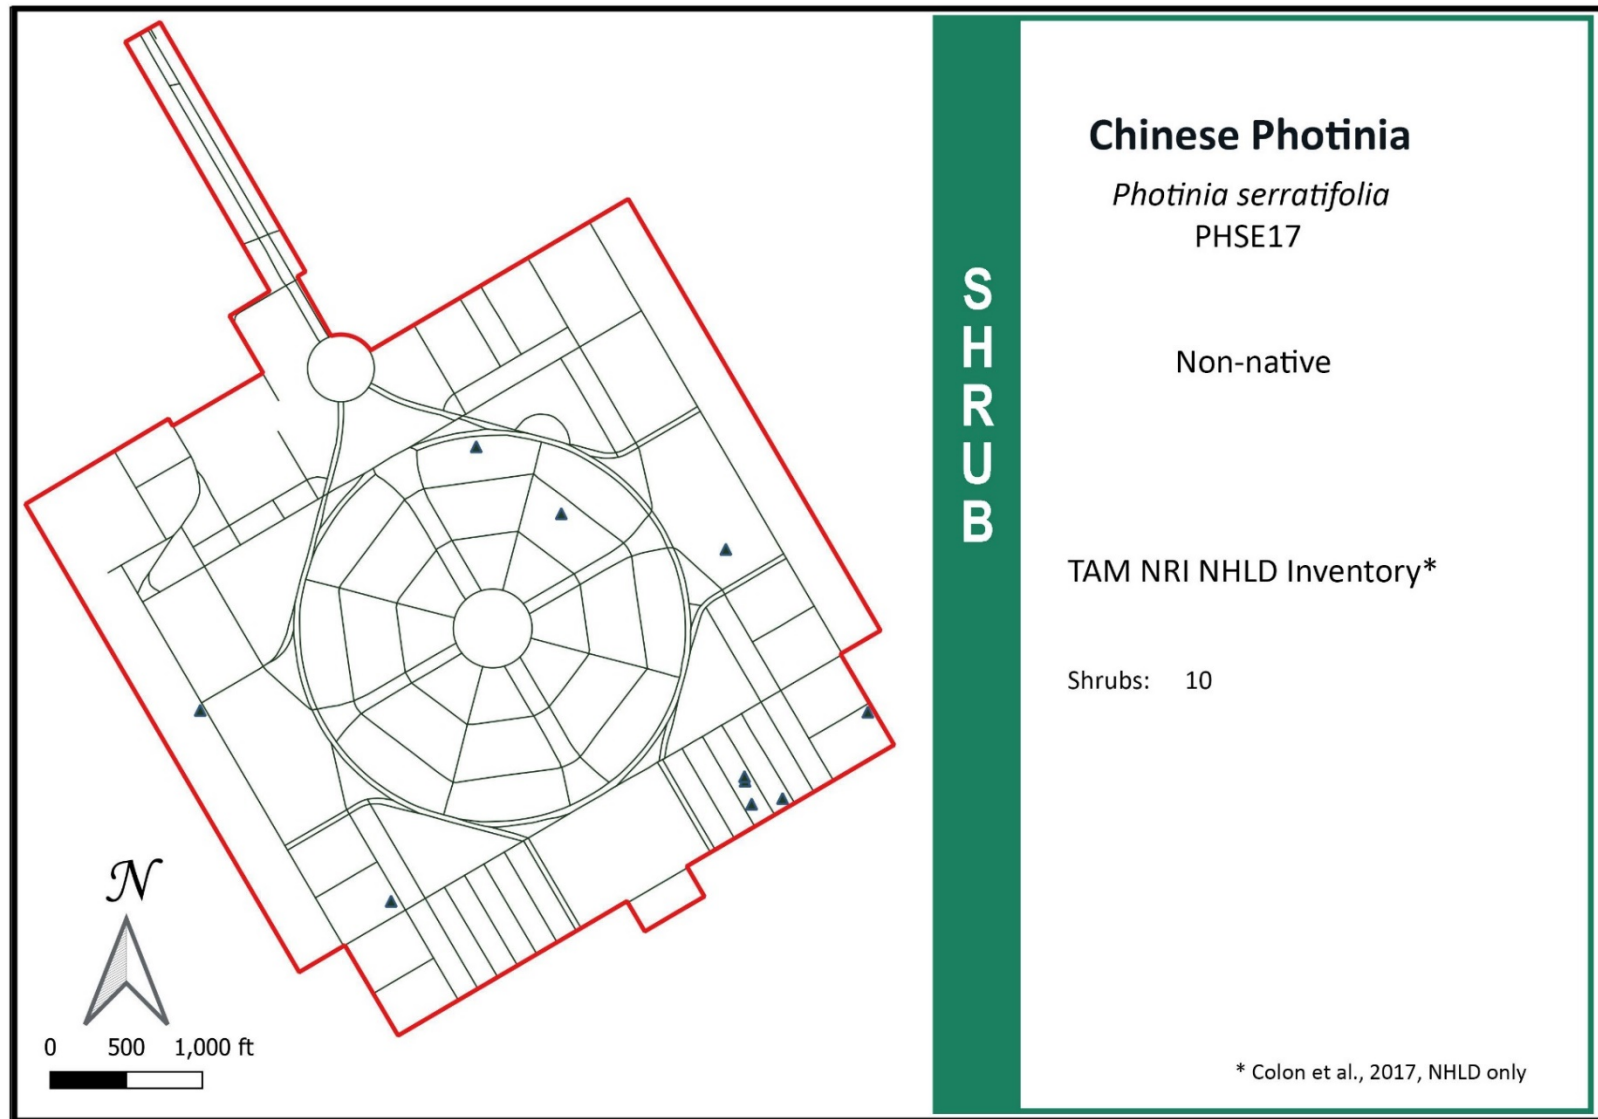 N
0 500 1,000 ft
SHRUB
Chinese Photinia
Photinia serratifolia
PHSE17
Non-native
TAM NRI NHLD Inventory*
Shrubs: 10
* Colon et al., 2017, NHLD only